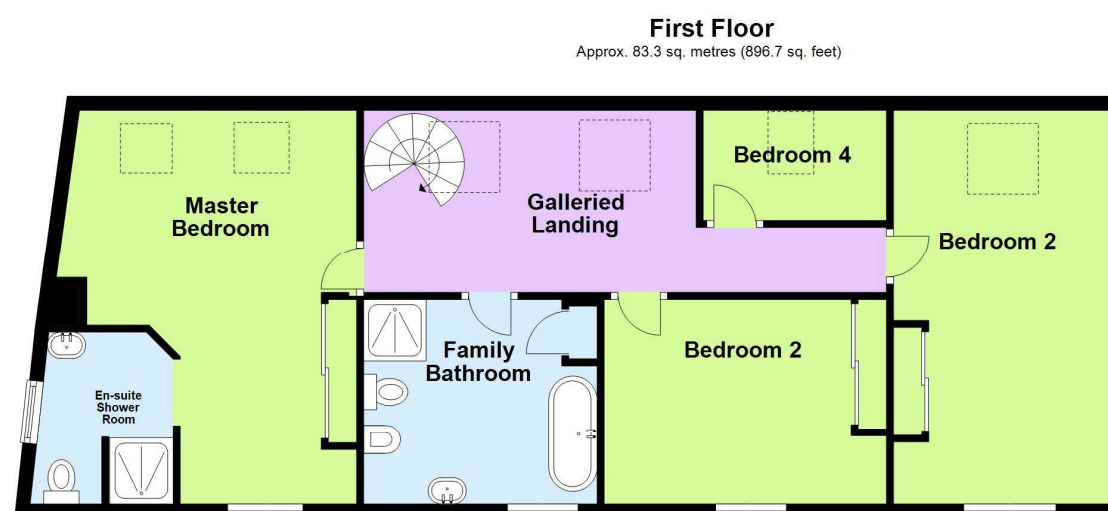 First Floor
Approx. 83.3 sq. metres (896.7 sq. feet)
Master
Bedroom
Galleried
Landing
Bedroom 4
Bedroom 2
En-suite
Shower
Room
Family
Bathroom
Bedroom 2